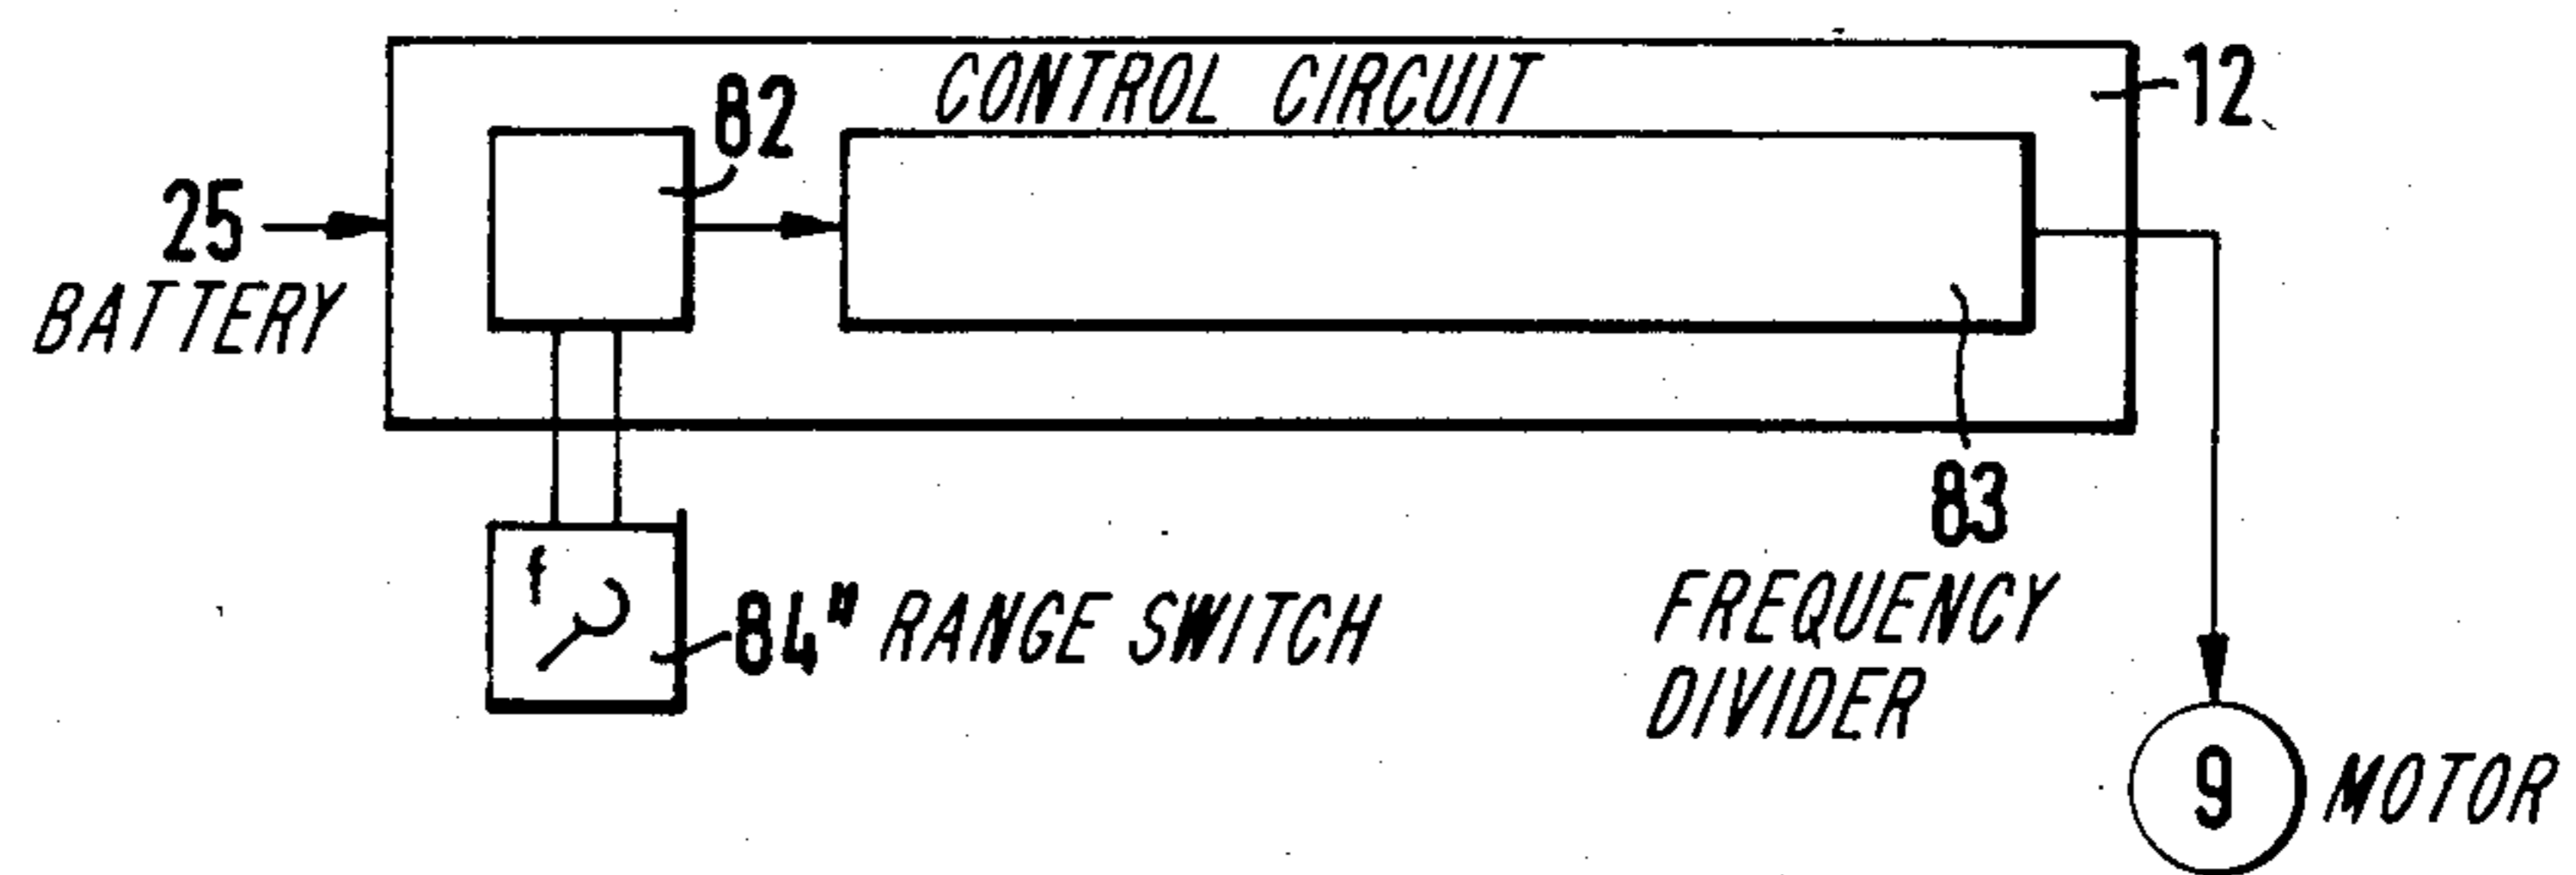 CONTROL CIRCUIT
12
82
25
BATTERY
f
84" RANGE SWITCH
83
FREQUENCY
DIVIDER
9 MOTOR